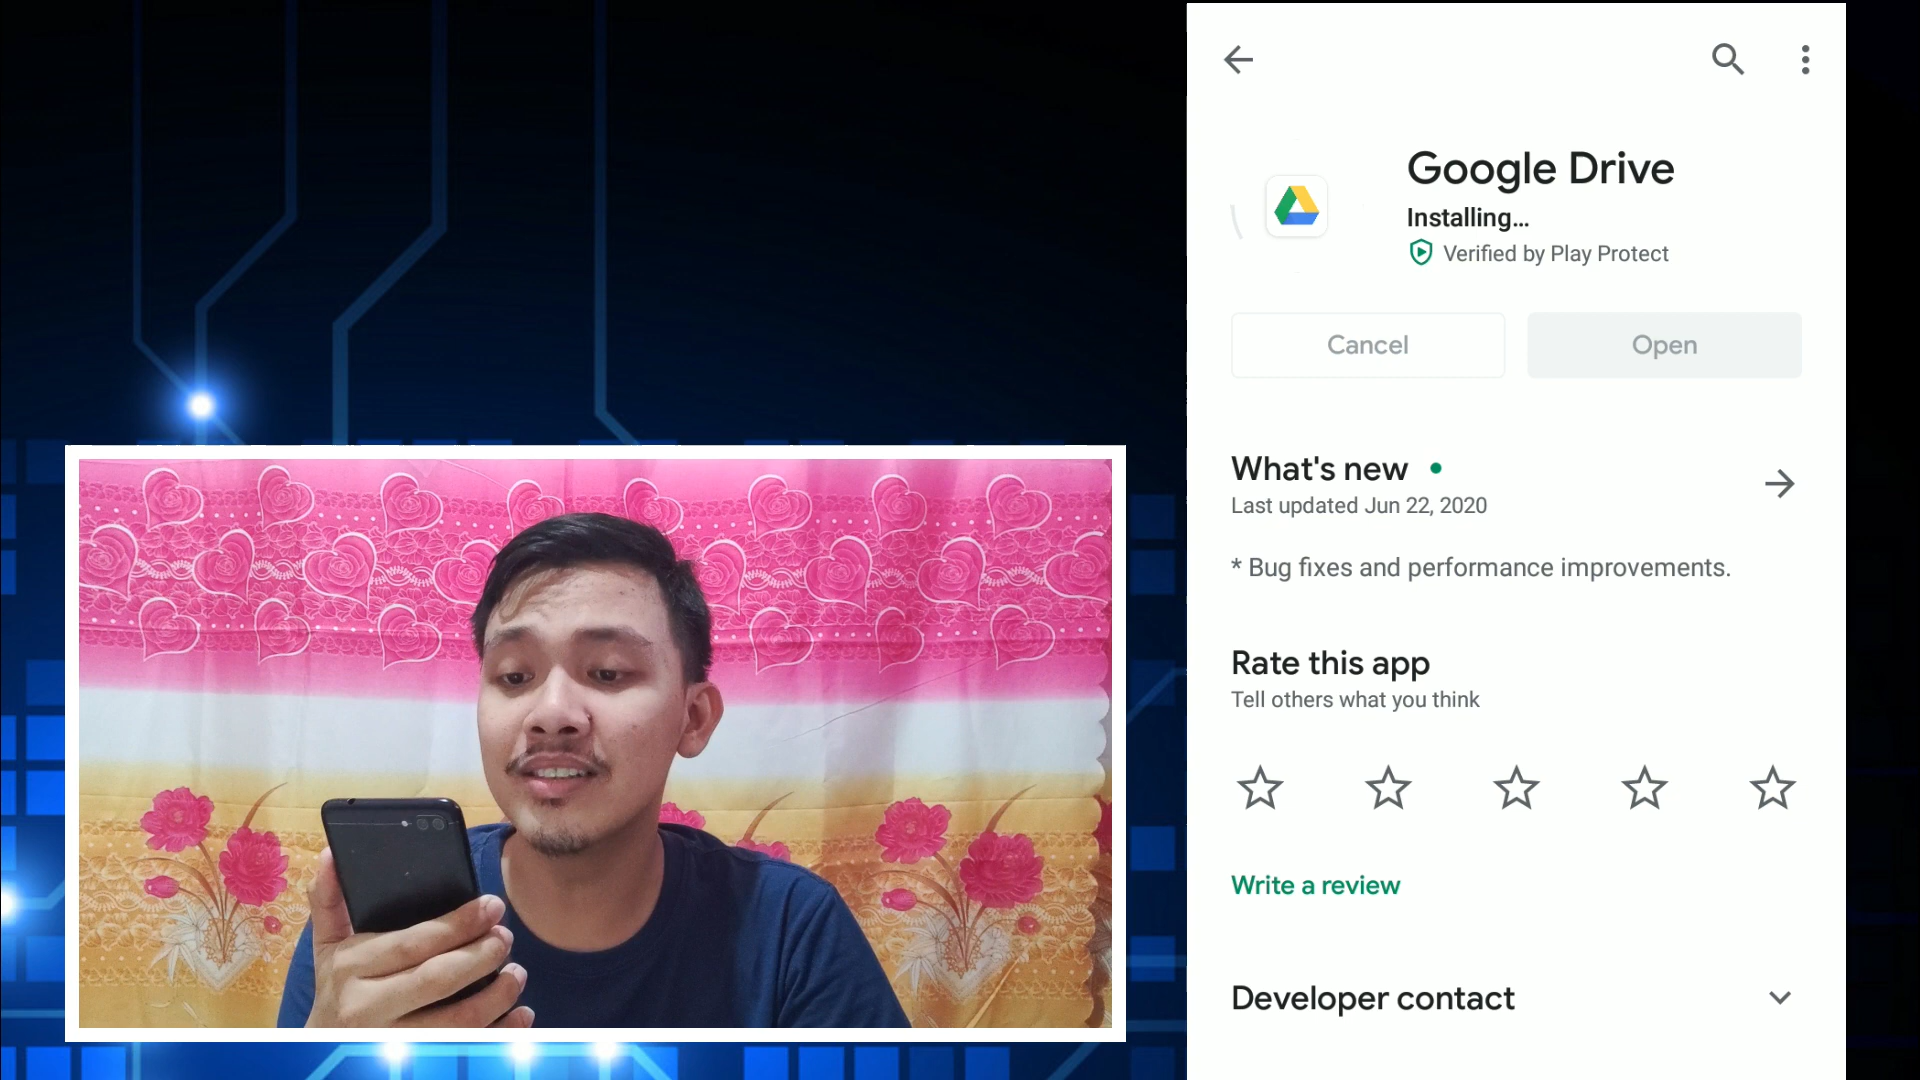 Google Drive
Installing...
Verified by Play Protect
Cancel
Open
What's new
Last updated Jun 22, 2020
* Bug fixes and performance improvements.
Rate this app
Tell others what you think
Write a review
Developer contact